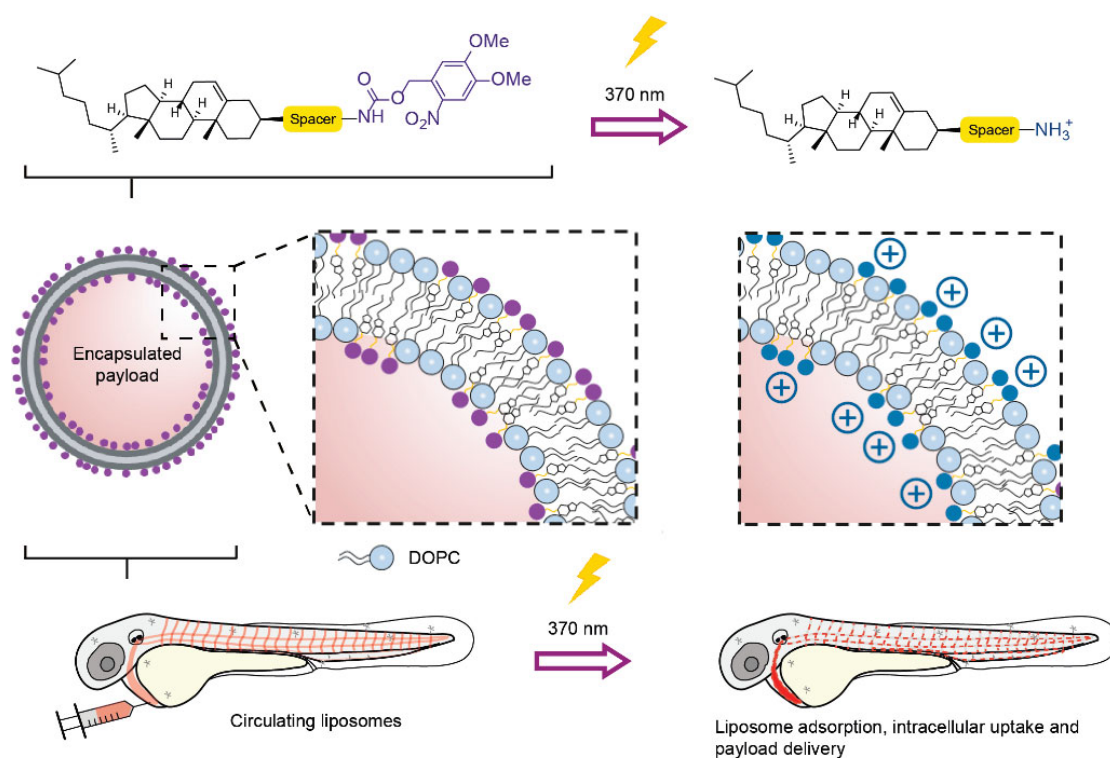 OMe
OMe
H
O
H
H
H
Spacer
NH
O
O₂N
370 nm
H
H
H
H
Spacer
NH₃⁺
Encapsulated
payload
+
+
+
+
+
+
+
+
DOPC
370 nm
Circulating liposomes
Liposome adsorption, intracellular uptake and
payload delivery